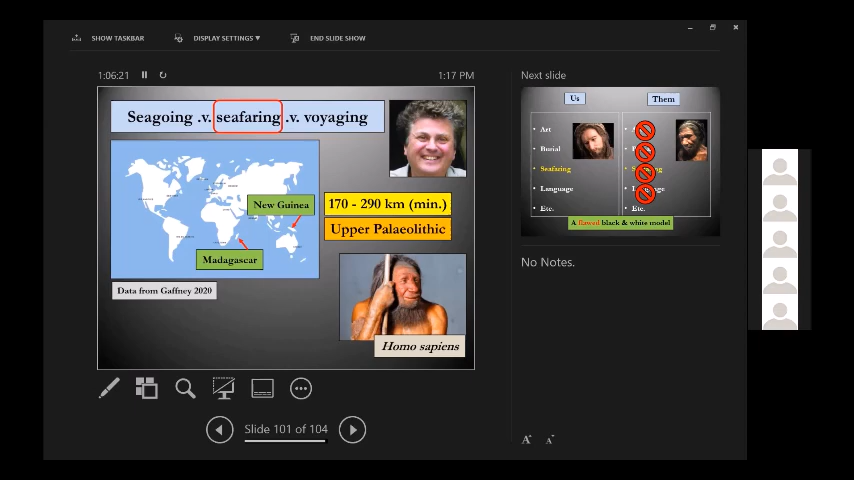 SHOW TASKBAR
DISPLAY SETTINGS ▼
END SLIDE SHOW
1:06:21
1:17 PM
Seagoing .v. seafaring .v. voyaging
New Guinea
Madagascar
170 - 290 km (min.)
Upper Palaeolithic
Data from Gaffney 2020
Homo sapiens
Slide 101 of 104
Next slide
Us
Them
• Art
• Burial
• Seafaring
• Language
• Etc.
• Etc.
A flawed black & white model
No Notes.
A
A